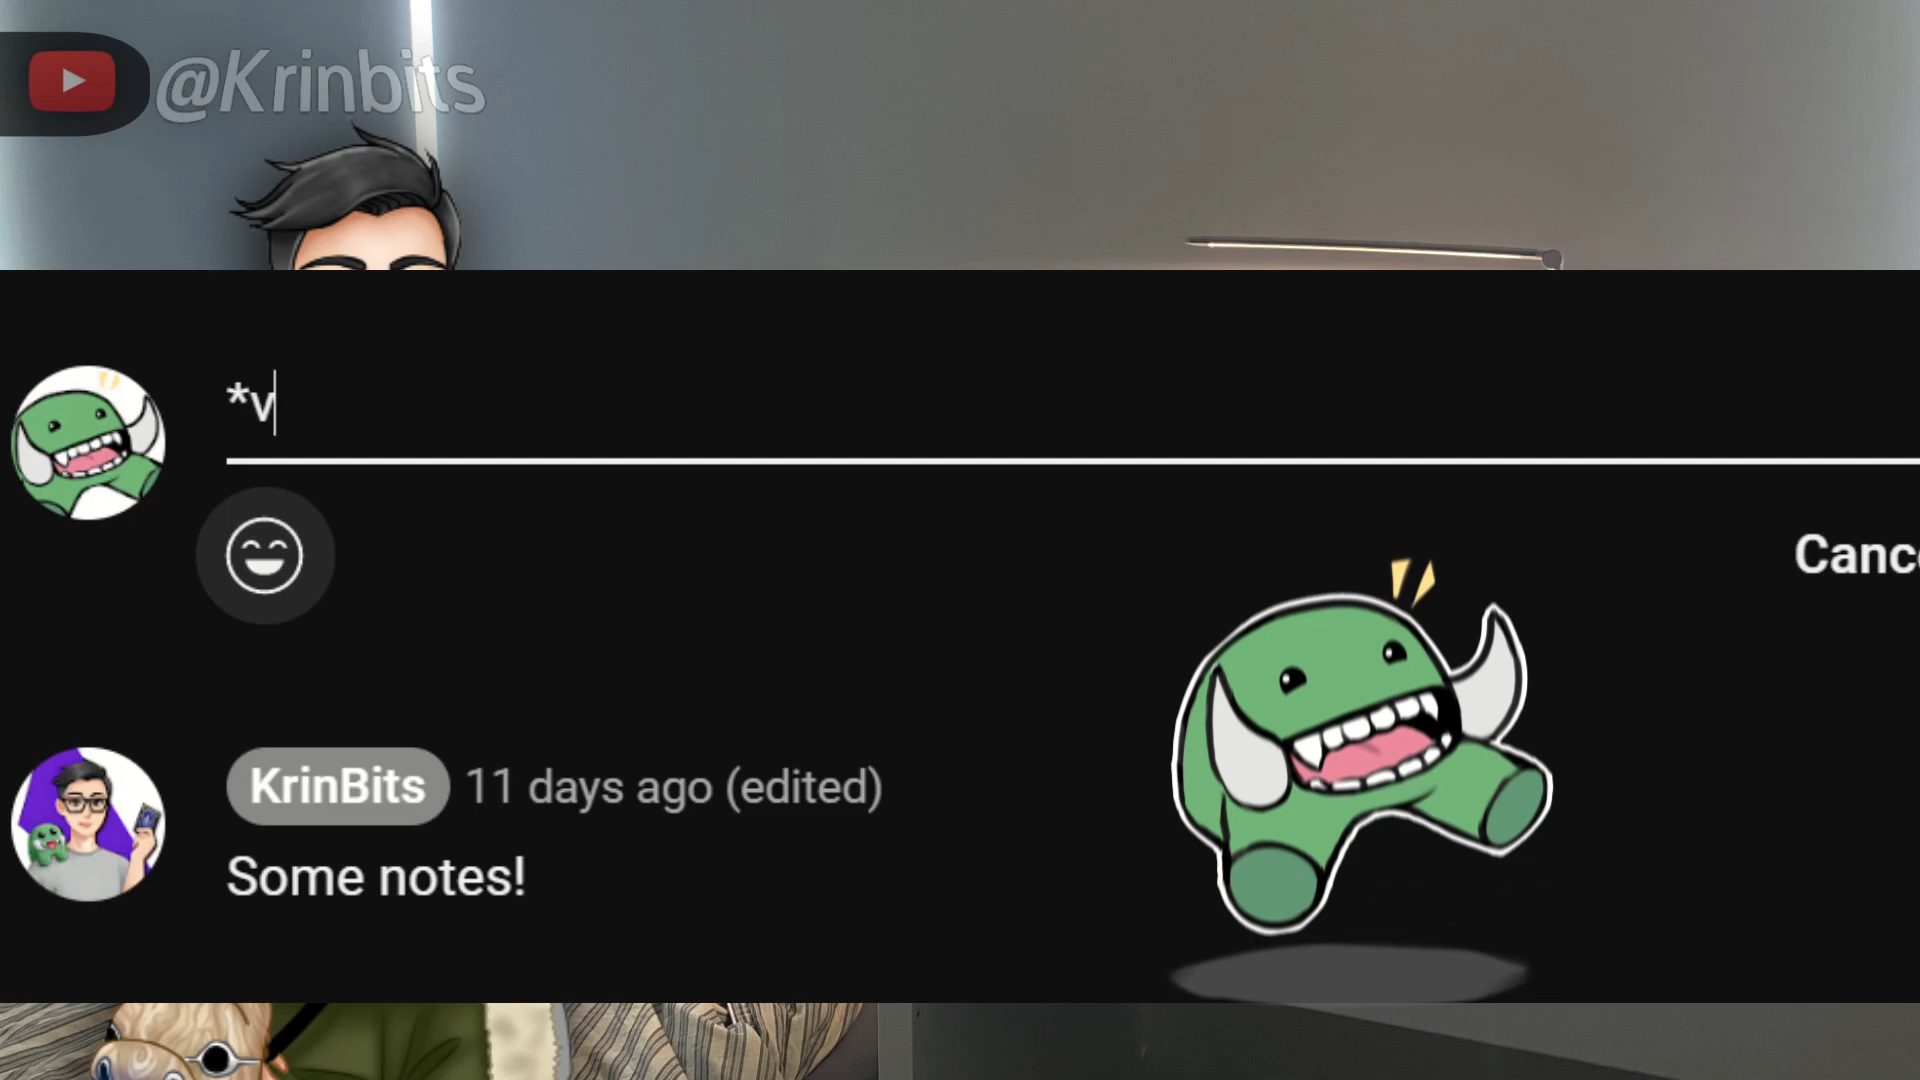 @Krinbits
*v
Canc
KrinBits 11 days ago (edited)
Some notes!